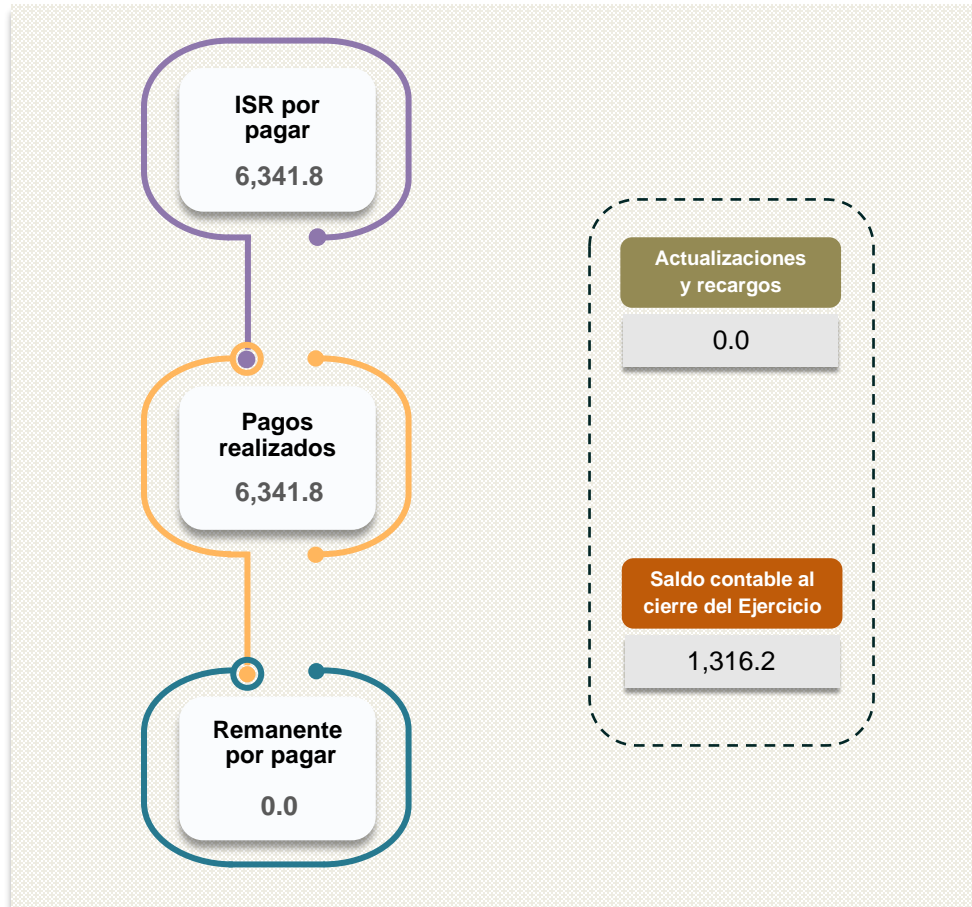 ISR por
pagar
6,341.8
Pagos
realizados
6,341.8
Remanente
por pagar
0.0
Actualizaciones
y recargos
0.0
Saldo contable al
cierre del Ejercicio
1,316.2